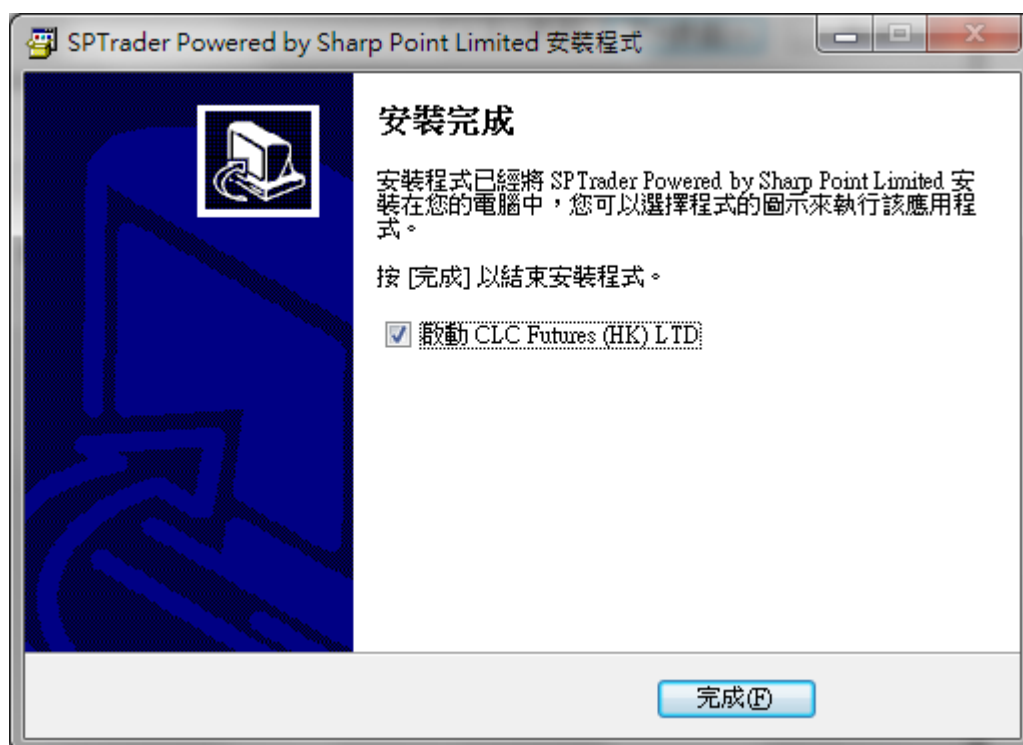 SPTrader Powered by Sharp Point Limited 安裝程式
安裝完成
安裝程式已經將 SPTrader Powered by Sharp Point Limited 安
裝在您的電腦中，您可以選擇程式的圖示來執行該應用程
式。
按 [完成] 以結束安裝程式。
啟動 CLC Futures (HK) LTD
完成(F)